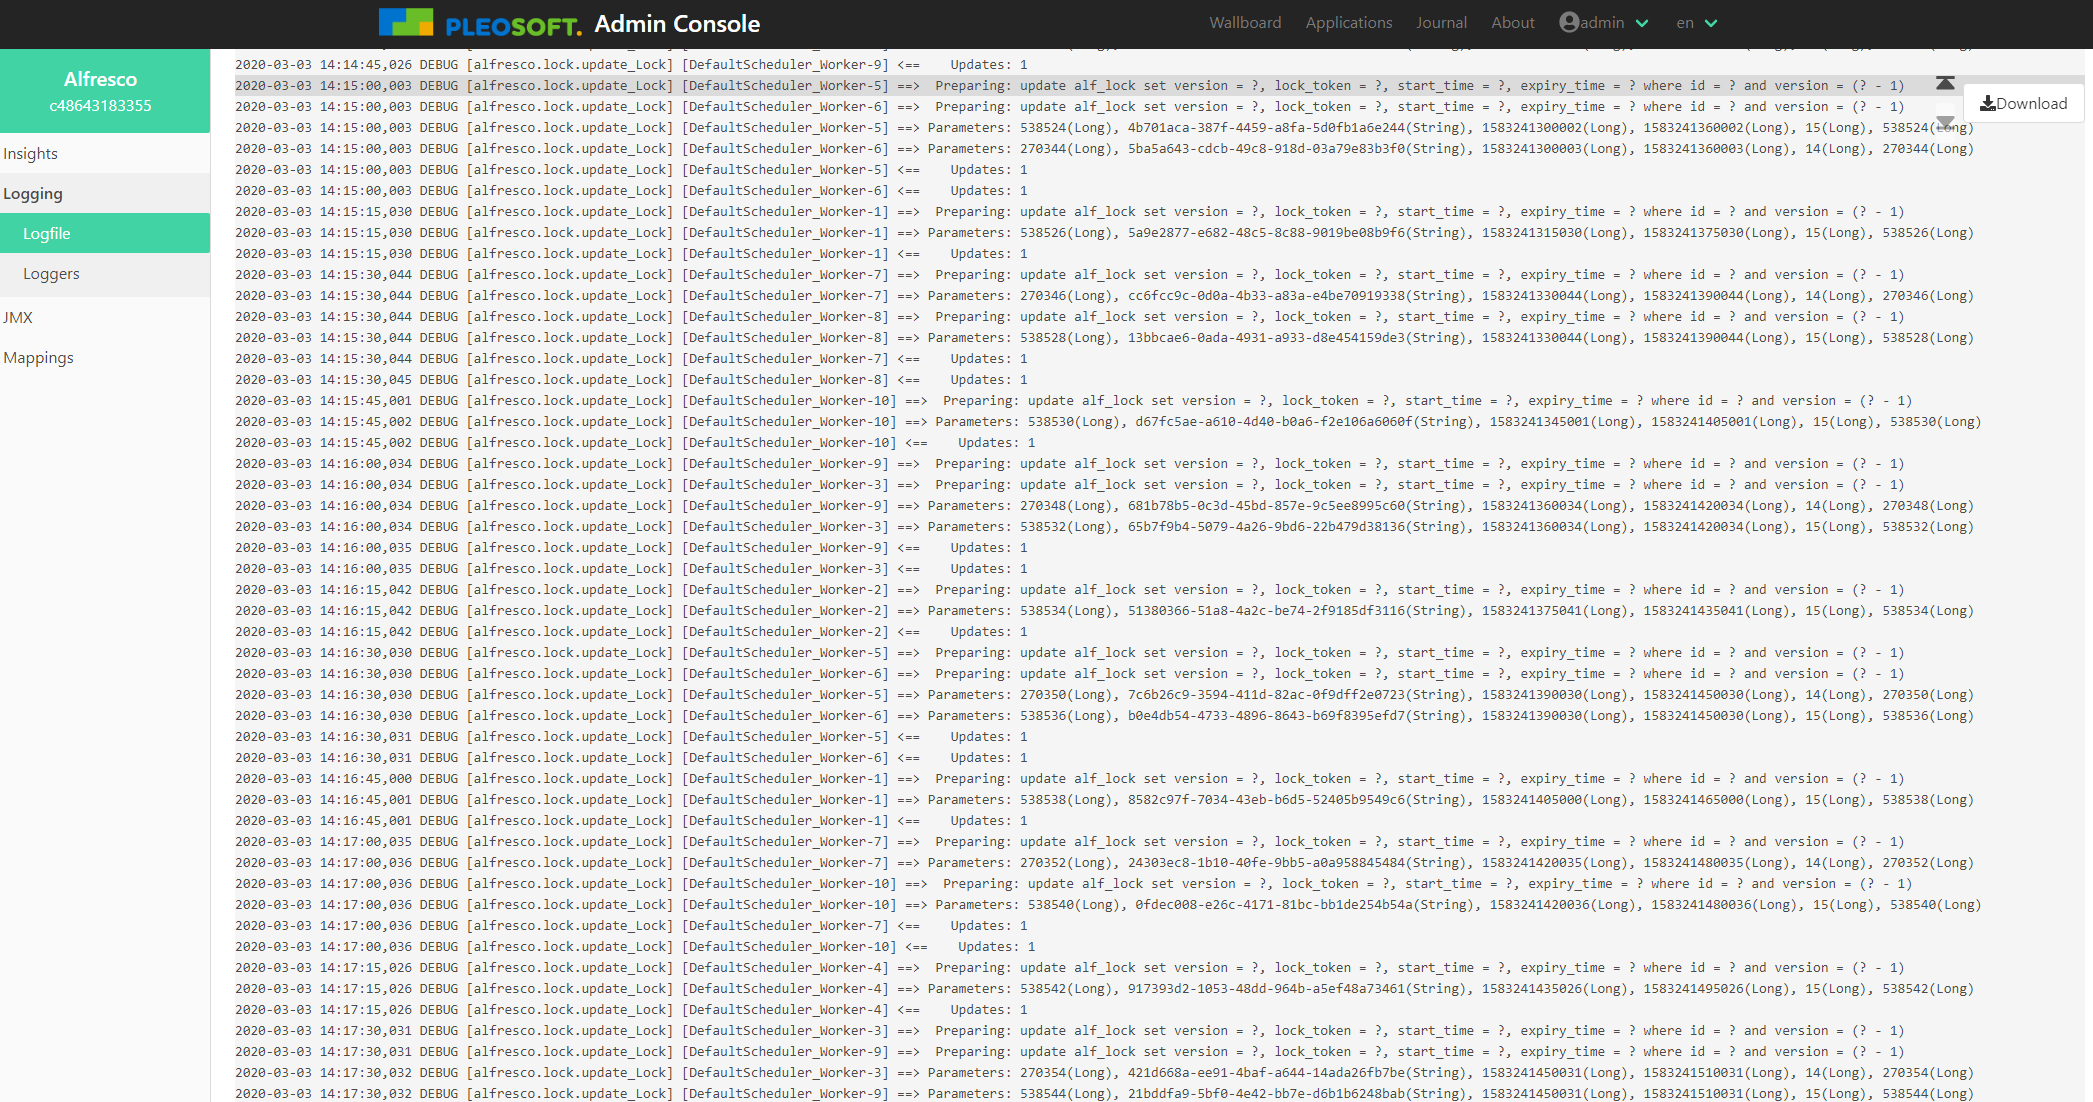 PLEOSOFT. Admin Console
Wallboard Applications Journal About admin en
Alfresco
c48643183355
Insights
Logging
Logfile
Loggers
JMX
Mappings
Download
2020-03-03 14:14:45,026 DEBUG [alfresco.lock.update_Lock] [DefaultScheduler_Worker-9] <==    Updates: 1
2020-03-03 14:15:00,003 DEBUG [alfresco.lock.update_Lock] [DefaultScheduler_Worker-5] ==>  Preparing: update alf_lock set version = ?, lock_token = ?, start_time = ?, expiry_time = ? where id = ? and version = (? - 1)
2020-03-03 14:15:00,003 DEBUG [alfresco.lock.update_Lock] [DefaultScheduler_Worker-6] ==>  Preparing: update alf_lock set version = ?, lock_token = ?, start_time = ?, expiry_time = ? where id = ? and version = (? - 1)
2020-03-03 14:15:00,003 DEBUG [alfresco.lock.update_Lock] [DefaultScheduler_Worker-5] ==> Parameters: 538524(Long), 4b701aca-387f-4459-a8fa-5d0fb1a6e244(String), 1583241300002(Long), 1583241360002(Long), 15(Long), 538524(Long)
2020-03-03 14:15:00,003 DEBUG [alfresco.lock.update_Lock] [DefaultScheduler_Worker-6] ==> Parameters: 270344(Long), 5ba5a643-cdcb-49c8-918d-03a79e83b3f0(String), 1583241300003(Long), 1583241360003(Long), 14(Long), 270344(Long)
2020-03-03 14:15:00,003 DEBUG [alfresco.lock.update_Lock] [DefaultScheduler_Worker-5] <==    Updates: 1
2020-03-03 14:15:00,003 DEBUG [alfresco.lock.update_Lock] [DefaultScheduler_Worker-6] <==    Updates: 1
2020-03-03 14:15:15,030 DEBUG [alfresco.lock.update_Lock] [DefaultScheduler_Worker-1] ==>  Preparing: update alf_lock set version = ?, lock_token = ?, start_time = ?, expiry_time = ? where id = ? and version = (? - 1)
2020-03-03 14:15:15,030 DEBUG [alfresco.lock.update_Lock] [DefaultScheduler_Worker-1] ==> Parameters: 538526(Long), 5a9e2877-e682-48c5-8c88-9019be08b9f6(String), 1583241315030(Long), 1583241375030(Long), 15(Long), 538526(Long)
2020-03-03 14:15:15,030 DEBUG [alfresco.lock.update_Lock] [DefaultScheduler_Worker-1] <==    Updates: 1
2020-03-03 14:15:30,044 DEBUG [alfresco.lock.update_Lock] [DefaultScheduler_Worker-7] ==>  Preparing: update alf_lock set version = ?, lock_token = ?, start_time = ?, expiry_time = ? where id = ? and version = (? - 1)
2020-03-03 14:15:30,044 DEBUG [alfresco.lock.update_Lock] [DefaultScheduler_Worker-7] ==> Parameters: 270346(Long), cc6fcc9c-0d0a-4b33-a83a-e4be70919338(String), 1583241330044(Long), 1583241390044(Long), 14(Long), 270346(Long)
2020-03-03 14:15:30,044 DEBUG [alfresco.lock.update_Lock] [DefaultScheduler_Worker-8] ==>  Preparing: update alf_lock set version = ?, lock_token = ?, start_time = ?, expiry_time = ? where id = ? and version = (? - 1)
2020-03-03 14:15:30,044 DEBUG [alfresco.lock.update_Lock] [DefaultScheduler_Worker-8] ==> Parameters: 538528(Long), 13bbcae6-0ada-4931-a933-d8e454159de3(String), 1583241330044(Long), 1583241390044(Long), 15(Long), 538528(Long)
2020-03-03 14:15:30,044 DEBUG [alfresco.lock.update_Lock] [DefaultScheduler_Worker-7] <==    Updates: 1
2020-03-03 14:15:30,045 DEBUG [alfresco.lock.update_Lock] [DefaultScheduler_Worker-8] <==    Updates: 1
2020-03-03 14:15:45,001 DEBUG [alfresco.lock.update_Lock] [DefaultScheduler_Worker-10] ==>  Preparing: update alf_lock set version = ?, lock_token = ?, start_time = ?, expiry_time = ? where id = ? and version = (? - 1)
2020-03-03 14:15:45,002 DEBUG [alfresco.lock.update_Lock] [DefaultScheduler_Worker-10] ==> Parameters: 538530(Long), d67fc5ae-a610-4d40-b0a6-f2e106a6060f(String), 1583241345001(Long), 1583241405001(Long), 15(Long), 538530(Long)
2020-03-03 14:15:45,002 DEBUG [alfresco.lock.update_Lock] [DefaultScheduler_Worker-10] <==    Updates: 1
2020-03-03 14:16:00,034 DEBUG [alfresco.lock.update_Lock] [DefaultScheduler_Worker-9] ==>  Preparing: update alf_lock set version = ?, lock_token = ?, start_time = ?, expiry_time = ? where id = ? and version = (? - 1)
2020-03-03 14:16:00,034 DEBUG [alfresco.lock.update_Lock] [DefaultScheduler_Worker-3] ==>  Preparing: update alf_lock set version = ?, lock_token = ?, start_time = ?, expiry_time = ? where id = ? and version = (? - 1)
2020-03-03 14:16:00,034 DEBUG [alfresco.lock.update_Lock] [DefaultScheduler_Worker-9] ==> Parameters: 270348(Long), 681b78b5-0c3d-45bd-857e-9c5ee8995c60(String), 1583241360034(Long), 1583241420034(Long), 14(Long), 270348(Long)
2020-03-03 14:16:00,034 DEBUG [alfresco.lock.update_Lock] [DefaultScheduler_Worker-3] ==> Parameters: 538532(Long), 65b7f9b4-5079-4a26-9bd6-22b479d38136(String), 1583241360034(Long), 1583241420034(Long), 15(Long), 538532(Long)
2020-03-03 14:16:00,035 DEBUG [alfresco.lock.update_Lock] [DefaultScheduler_Worker-9] <==    Updates: 1
2020-03-03 14:16:00,035 DEBUG [alfresco.lock.update_Lock] [DefaultScheduler_Worker-3] <==    Updates: 1
2020-03-03 14:16:15,042 DEBUG [alfresco.lock.update_Lock] [DefaultScheduler_Worker-2] ==>  Preparing: update alf_lock set version = ?, lock_token = ?, start_time = ?, expiry_time = ? where id = ? and version = (? - 1)
2020-03-03 14:16:15,042 DEBUG [alfresco.lock.update_Lock] [DefaultScheduler_Worker-2] ==> Parameters: 538534(Long), 51380366-51a8-4a2c-be74-2f9185df3116(String), 1583241375041(Long), 1583241435041(Long), 15(Long), 538534(Long)
2020-03-03 14:16:15,042 DEBUG [alfresco.lock.update_Lock] [DefaultScheduler_Worker-2] <==    Updates: 1
2020-03-03 14:16:30,030 DEBUG [alfresco.lock.update_Lock] [DefaultScheduler_Worker-5] ==>  Preparing: update alf_lock set version = ?, lock_token = ?, start_time = ?, expiry_time = ? where id = ? and version = (? - 1)
2020-03-03 14:16:30,030 DEBUG [alfresco.lock.update_Lock] [DefaultScheduler_Worker-6] ==>  Preparing: update alf_lock set version = ?, lock_token = ?, start_time = ?, expiry_time = ? where id = ? and version = (? - 1)
2020-03-03 14:16:30,030 DEBUG [alfresco.lock.update_Lock] [DefaultScheduler_Worker-5] ==> Parameters: 270350(Long), 7c6b26c9-3594-411d-82ac-0f9dff2e0723(String), 1583241390030(Long), 1583241450030(Long), 14(Long), 270350(Long)
2020-03-03 14:16:30,030 DEBUG [alfresco.lock.update_Lock] [DefaultScheduler_Worker-6] ==> Parameters: 538536(Long), b0e4db54-4733-4896-8643-b69f8395efd7(String), 1583241390030(Long), 1583241450030(Long), 15(Long), 538536(Long)
2020-03-03 14:16:30,031 DEBUG [alfresco.lock.update_Lock] [DefaultScheduler_Worker-5] <==    Updates: 1
2020-03-03 14:16:30,031 DEBUG [alfresco.lock.update_Lock] [DefaultScheduler_Worker-6] <==    Updates: 1
2020-03-03 14:16:45,000 DEBUG [alfresco.lock.update_Lock] [DefaultScheduler_Worker-1] ==>  Preparing: update alf_lock set version = ?, lock_token = ?, start_time = ?, expiry_time = ? where id = ? and version = (? - 1)
2020-03-03 14:16:45,001 DEBUG [alfresco.lock.update_Lock] [DefaultScheduler_Worker-1] ==> Parameters: 538538(Long), 8582c97f-7034-43eb-b6d5-52405b9549c6(String), 1583241405000(Long), 1583241465000(Long), 15(Long), 538538(Long)
2020-03-03 14:16:45,001 DEBUG [alfresco.lock.update_Lock] [DefaultScheduler_Worker-1] <==    Updates: 1
2020-03-03 14:17:00,035 DEBUG [alfresco.lock.update_Lock] [DefaultScheduler_Worker-7] ==>  Preparing: update alf_lock set version = ?, lock_token = ?, start_time = ?, expiry_time = ? where id = ? and version = (? - 1)
2020-03-03 14:17:00,036 DEBUG [alfresco.lock.update_Lock] [DefaultScheduler_Worker-7] ==> Parameters: 270352(Long), 24303ec8-1b10-40fe-9bb5-a0a958845484(String), 1583241420035(Long), 1583241480035(Long), 14(Long), 270352(Long)
2020-03-03 14:17:00,036 DEBUG [alfresco.lock.update_Lock] [DefaultScheduler_Worker-10] ==>  Preparing: update alf_lock set version = ?, lock_token = ?, start_time = ?, expiry_time = ? where id = ? and version = (? - 1)
2020-03-03 14:17:00,036 DEBUG [alfresco.lock.update_Lock] [DefaultScheduler_Worker-10] ==> Parameters: 538540(Long), 0fdec008-e26c-4171-81bc-bb1de254b54a(String), 1583241420036(Long), 1583241480036(Long), 15(Long), 538540(Long)
2020-03-03 14:17:00,036 DEBUG [alfresco.lock.update_Lock] [DefaultScheduler_Worker-7] <==    Updates: 1
2020-03-03 14:17:00,036 DEBUG [alfresco.lock.update_Lock] [DefaultScheduler_Worker-10] <==    Updates: 1
2020-03-03 14:17:15,026 DEBUG [alfresco.lock.update_Lock] [DefaultScheduler_Worker-4] ==>  Preparing: update alf_lock set version = ?, lock_token = ?, start_time = ?, expiry_time = ? where id = ? and version = (? - 1)
2020-03-03 14:17:15,026 DEBUG [alfresco.lock.update_Lock] [DefaultScheduler_Worker-4] ==> Parameters: 538542(Long), 917393d2-1053-48dd-964b-a5ef48a73461(String), 1583241435026(Long), 1583241495026(Long), 15(Long), 538542(Long)
2020-03-03 14:17:15,026 DEBUG [alfresco.lock.update_Lock] [DefaultScheduler_Worker-4] <==    Updates: 1
2020-03-03 14:17:30,031 DEBUG [alfresco.lock.update_Lock] [DefaultScheduler_Worker-3] ==>  Preparing: update alf_lock set version = ?, lock_token = ?, start_time = ?, expiry_time = ? where id = ? and version = (? - 1)
2020-03-03 14:17:30,031 DEBUG [alfresco.lock.update_Lock] [DefaultScheduler_Worker-9] ==>  Preparing: update alf_lock set version = ?, lock_token = ?, start_time = ?, expiry_time = ? where id = ? and version = (? - 1)
2020-03-03 14:17:30,032 DEBUG [alfresco.lock.update_Lock] [DefaultScheduler_Worker-3] ==> Parameters: 270354(Long), 421d668a-ee91-4baf-a644-14ada26fb7be(String), 1583241450031(Long), 1583241510031(Long), 14(Long), 270354(Long)
2020-03-03 14:17:30,032 DEBUG [alfresco.lock.update_Lock] [DefaultScheduler_Worker-9] ==> Parameters: 538544(Long), 21bddfa9-5bf0-4e42-bb7e-d6b1b6248bab(String), 1583241450031(Long), 1583241510031(Long), 15(Long), 538544(Long)